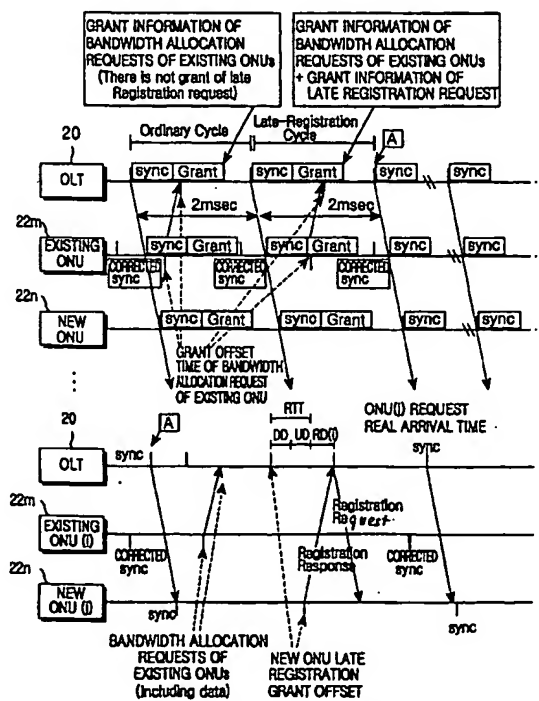 GRANT INFORMATION OF
BANDWIDTH ALLOCATION
REQUESTS OF EXISTING ONUs
(There is not grant of late
Registration request)
GRANT INFORMATION OF
BANDWIDTH ALLOCATION
REQUESTS OF EXISTING ONUs
+ GRANT INFORMATION OF
LATE REGISTRATION REQUEST
Ordinary Cycle
Late-Registration
Cycle
A
20
OLT
sync Grant sync Grant sync sync
2msec 2msec
22m
EXISTING
ONU
sync Grant sync Grant sync sync
CORRECTED
sync
CORRECTED
sync
CORRECTED
sync
22n
NEW
ONU
sync Grant sync Grant sync sync
GRANT OFFSET
TIME OF BANDWIDTH
ALLOCATION REQUEST
OF EXISTING ONU
RTT
DD UD RD(i)
ONU(j) REQUEST
REAL ARRIVAL TIME
20
OLT
sync
A
sync
22m
EXISTING
ONU (i)
CORRECTED
sync
Registration
Request
Registration
Response
CORRECTED
sync
22n
NEW
ONU (j)
sync
sync
BANDWIDTH ALLOCATION
REQUESTS OF
EXISTING ONUs
(Including data)
NEW ONU LATE
REGISTRATION
GRANT OFFSET